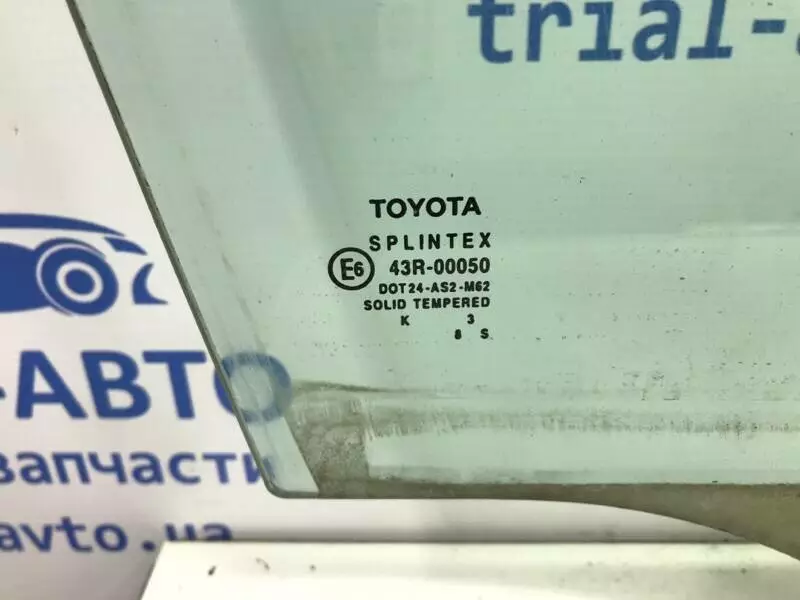 trial-a
TOYOTA
SPLINTEX
E6 43R-00050
DOT24-AS2-M62
SOLID TEMPERED
K 3
8 S
-АВТО
запчасти
avto.ua